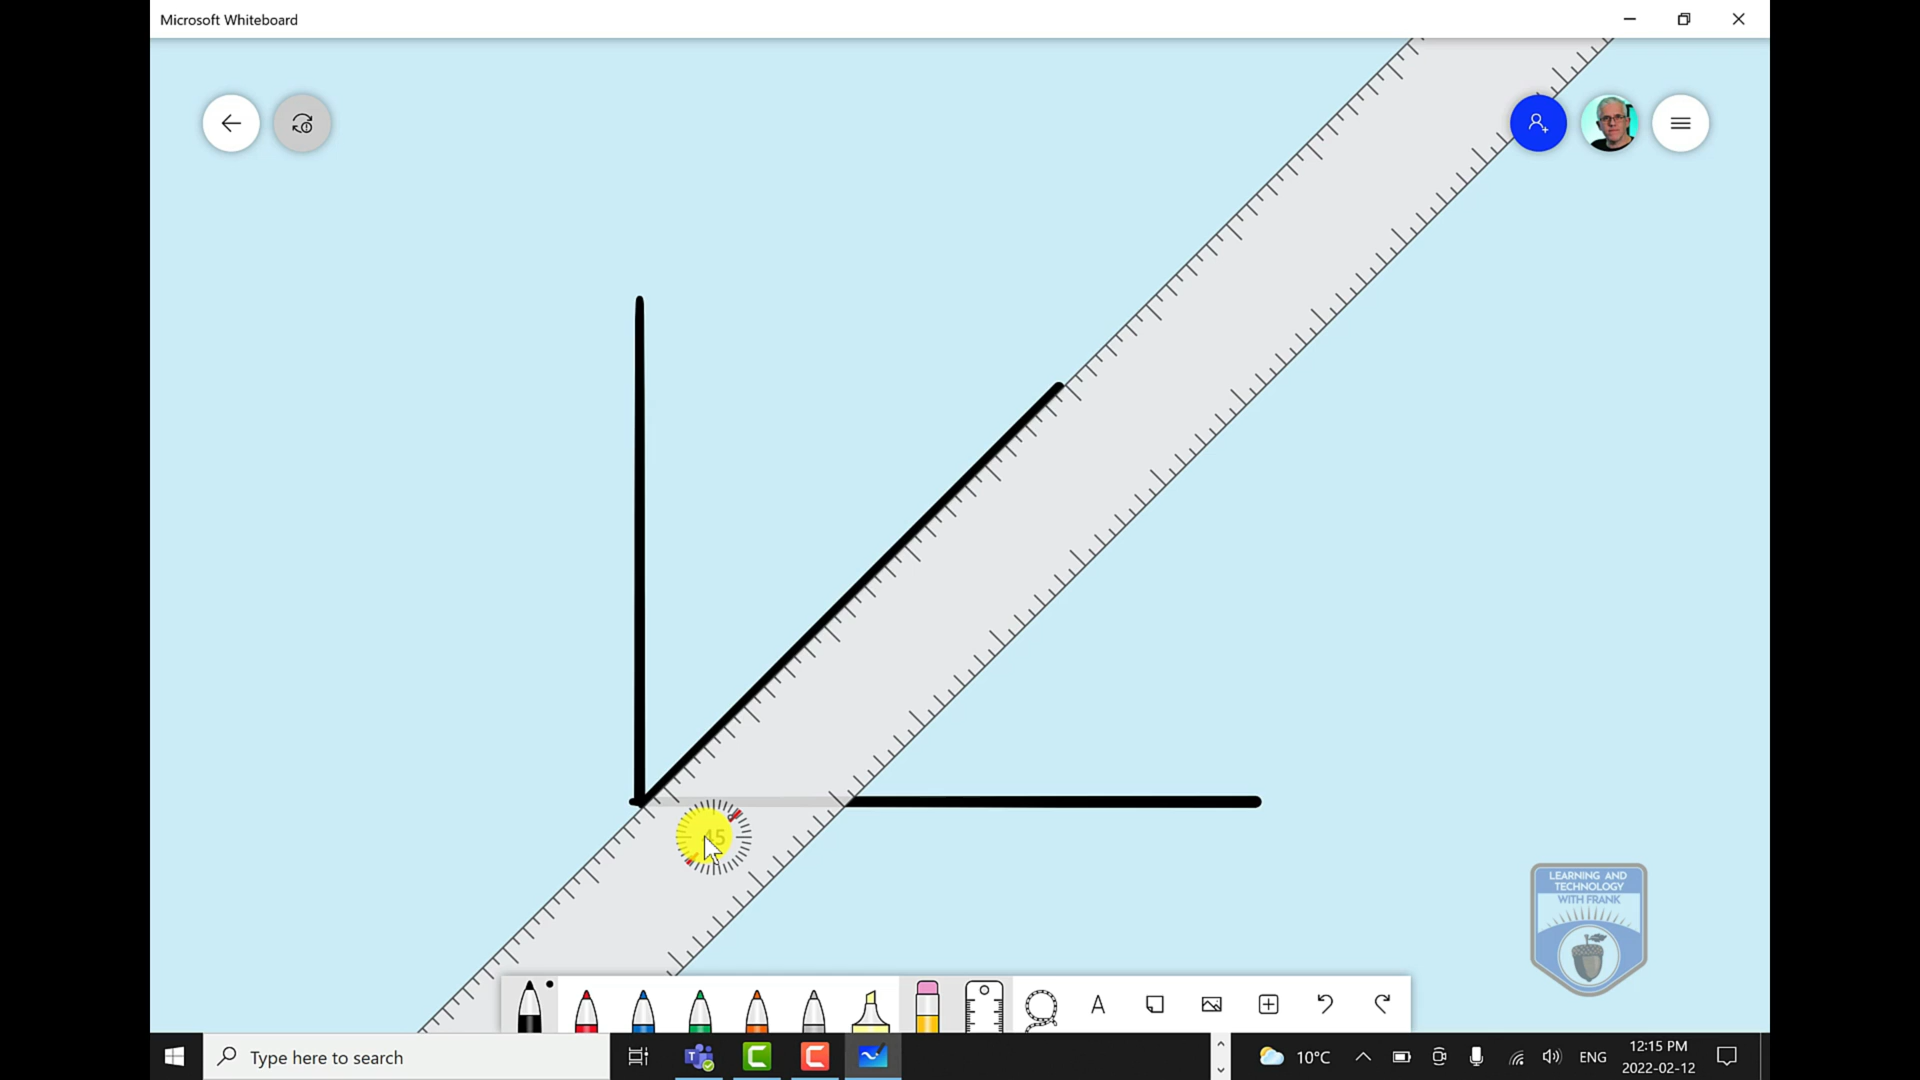 Microsoft Whiteboard
45
LEARNING AND
TECHNOLOGY
WITH FRANK
A
Type here to search
10°C
ENG
12:15 PM
2022-02-12